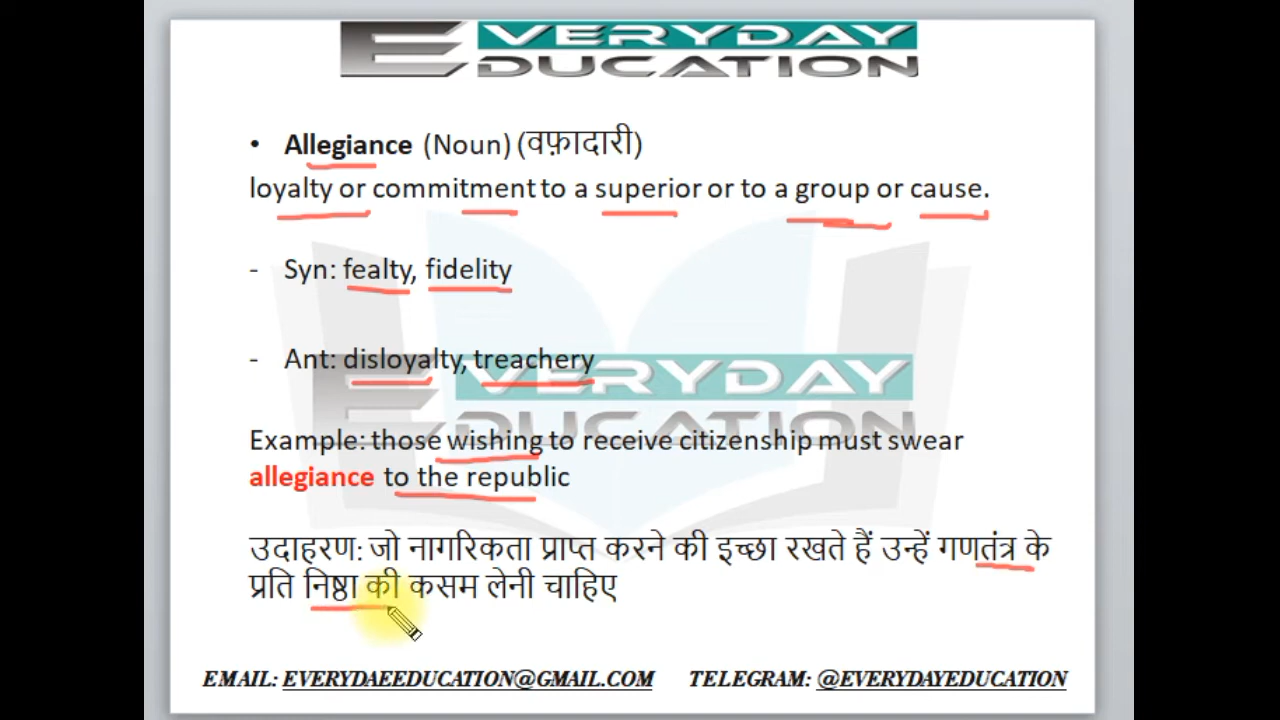 EVERYDAY
EDUCATION
• Allegiance (Noun) (वफ़ादारी)
loyalty or commitment to a superior or to a group or cause.
- Syn: fealty, fidelity
- Ant: disloyalty, treachery
EVERYDAY
EDUCATION
Example: those wishing to receive citizenship must swear
allegiance to the republic
उदाहरण: जो नागरिकता प्राप्त करने की इच्छा रखते हैं उन्हें गणतंत्र के
प्रति निष्ठा की कसम लेनी चाहिए
EMAIL: EVERYDAEEDUCATION@GMAIL.COM TELEGRAM: @EVERYDAYEDUCATION